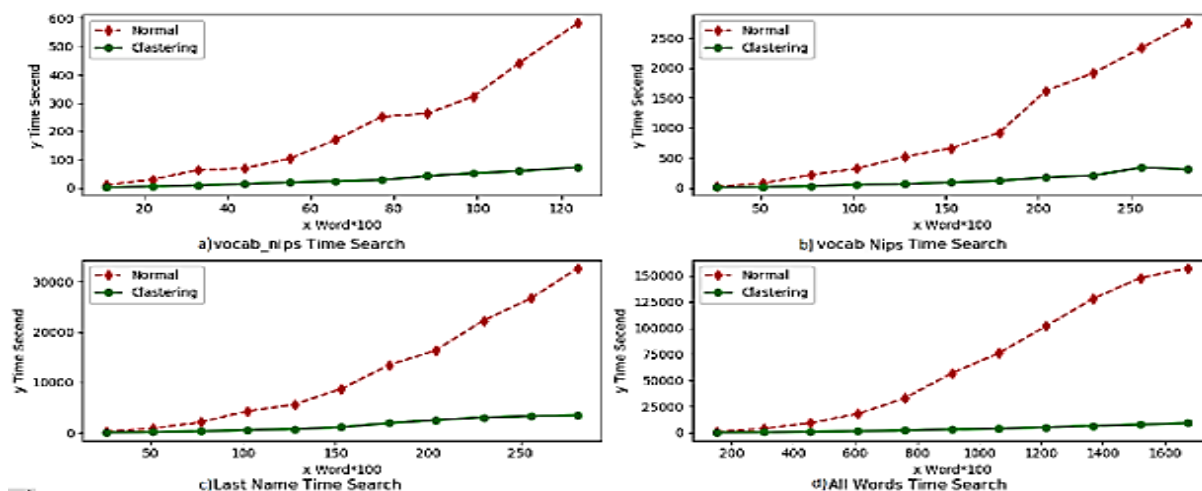 600
500
400
300
200
100
0
y Time Secend
Normal
Clastering
20 40 60 80 100 120
x Word*100
a)vocab_nips Time Search
2500
2000
1500
1000
500
0
y Time Secend
Normal
Clastering
50 100 150 200 250
x Word*100
b) vocab Nips Time Search
30000
20000
10000
0
y Time Secend
Normal
Clastering
50 100 150 200 250
x Word*100
c)Last Name Time Search
150000
125000
100000
75000
50000
25000
0
y Time Secend
Normal
Clastering
200 400 600 800 1000 1200 1400 1600
x Word*100
d)All Words Time Search